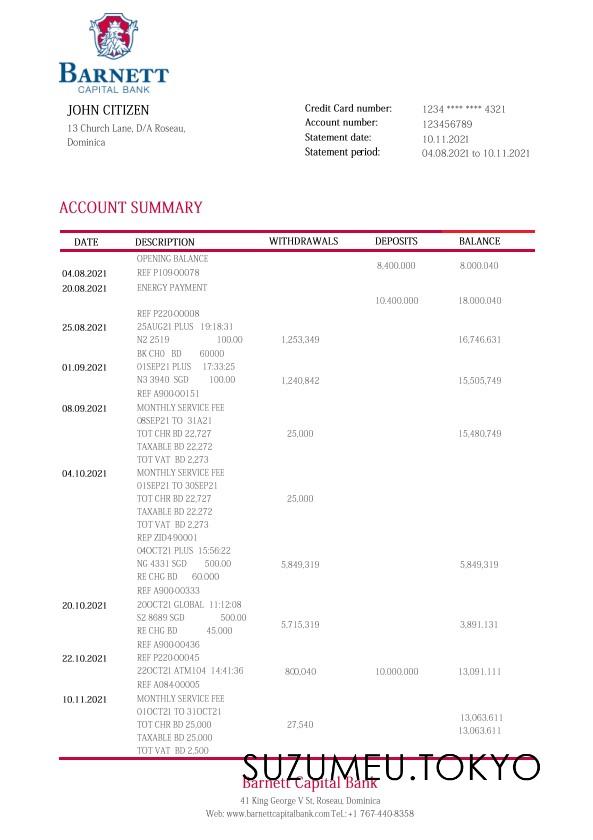 BARNETT
CAPITAL BANK
JOHN CITIZEN
13 Church Lane, D/A Roseau,
Dominica
Credit Card number: 1234 **** **** 4321
Account number: 123456789
Statement date: 10.11.2021
Statement period: 04.08.2021 to 10.11.2021
ACCOUNT SUMMARY
DATE DESCRIPTION WITHDRAWALS DEPOSITS BALANCE
OPENING BALANCE
8,400.000 8.000.040
04.08.2021 REF P109-00078
20.08.2021 ENERGY PAYMENT
10.400.000 18.000.040
REF P220-00008
25.08.2021 25AUG21 PLUS 19:18:31
N2 2519 100.00 1,253,349 16,746.631
BK CHO BD 60000
01.09.2021 01SEP21 PLUS 17:33:25
N3 3940 SGD 100.00 1,240,842 15,505,749
REF A900-00151
08.09.2021 MONTHLY SERVICE FEE
08SEP21 TO 31A21
TOT CHR BD 22,727 25,000 15,480,749
TAXABLE BD 22,272
TOT VAT BD 2,273
04.10.2021 MONTHLY SERVICE FEE
01SEP21 TO 30SEP21
TOT CHR BD 22,727 25,000
TAXABLE BD 22,272
TOT VAT BD 2,273
REP ZID4-90001
04OCT21 PLUS 15:56:22
NG 4331 SGD 500.00 5,849,319 5,849,319
RE CHG BD 60.000
REF A900-00333
20.10.2021 20OCT21 GLOBAL 11:12:08
S2 8689 SGD 500.00
5,715,319 3,891.131
RE CHG BD 45,000
REF A900-00436
22.10.2021 REF P220-00045
22OCT21 ATM104 14:41:36 800,040 10,000.000 13,091.111
REF A084-00005
10.11.2021 MONTHLY SERVICE FEE
01OCT21 TO 31OCT21 13,063.611
TOT CHR BD 25,000 27,540 13,063.611
TAXABLE BD 25,000
TOT VAT BD 2,500
SUZUMEU.TOKYO
Barnett Capital Bank
41 King George V St, Roseau, Dominica
Web: www.barnettcapitalbank.com TeL: +1 767-440-8358